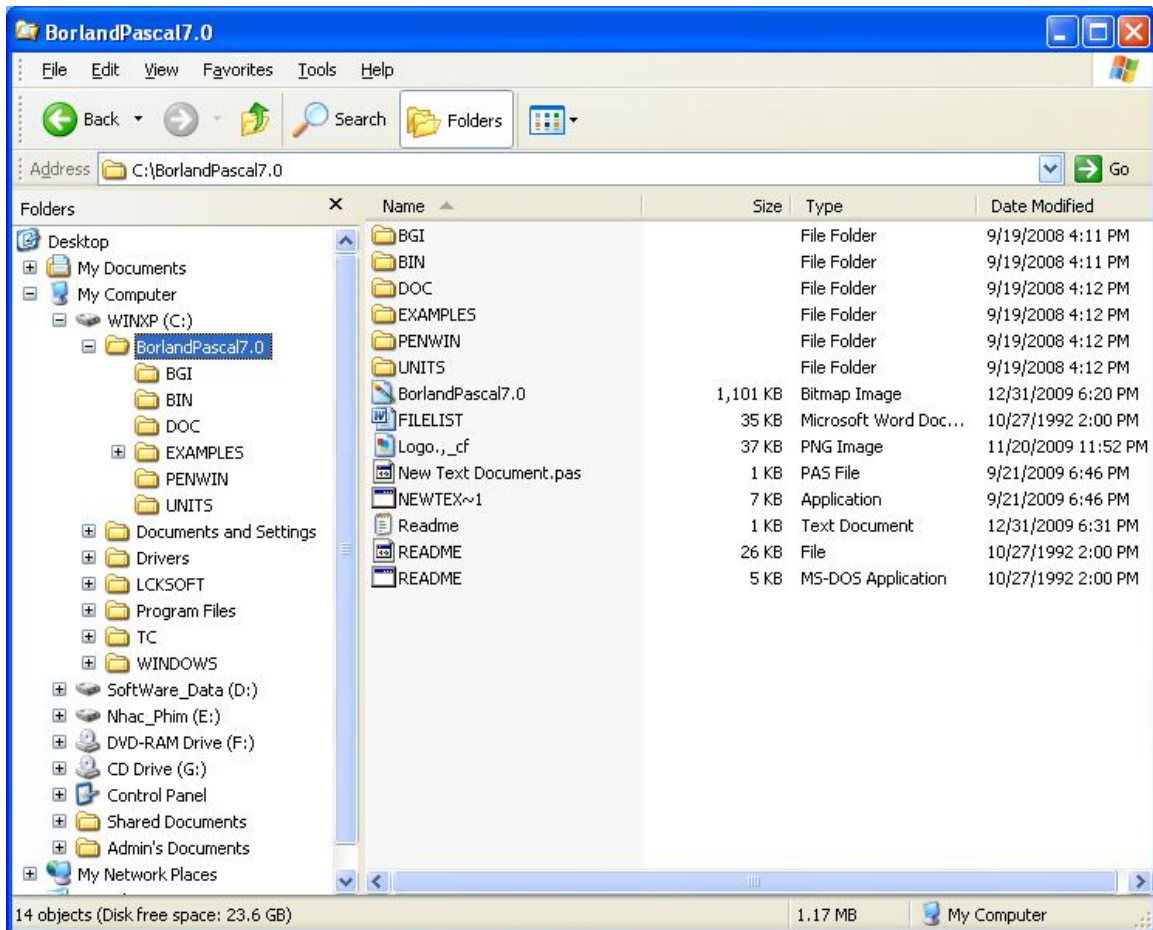 BorlandPascal7.0
File Edit View Favorites Tools Help
Back Search Folders
Address C:\BorlandPascal7.0 Go
Folders
Desktop
My Documents
My Computer
WINXP (C:)
BorlandPascal7.0
BGI
BIN
DOC
EXAMPLES
PENWIN
UNITS
Documents and Settings
Drivers
LCKSOFT
Program Files
TC
WINDOWS
SoftWare_Data (D:)
Nhac_Phim (E:)
DVD-RAM Drive (F:)
CD Drive (G:)
Control Panel
Shared Documents
Admin's Documents
My Network Places
Name Size Type Date Modified
BGI File Folder 9/19/2008 4:11 PM
BIN File Folder 9/19/2008 4:11 PM
DOC File Folder 9/19/2008 4:12 PM
EXAMPLES File Folder 9/19/2008 4:12 PM
PENWIN File Folder 9/19/2008 4:12 PM
UNITS File Folder 9/19/2008 4:12 PM
BorlandPascal7.0 1,101 KB Bitmap Image 12/31/2009 6:20 PM
FILELIST 35 KB Microsoft Word Doc... 10/27/1992 2:00 PM
Logo.,_cf 37 KB PNG Image 11/20/2009 11:52 PM
New Text Document.pas 1 KB PAS File 9/21/2009 6:46 PM
NEWTEX~1 7 KB Application 9/21/2009 6:46 PM
Readme 1 KB Text Document 12/31/2009 6:31 PM
README 26 KB File 10/27/1992 2:00 PM
README 5 KB MS-DOS Application 10/27/1992 2:00 PM
14 objects (Disk free space: 23.6 GB) 1.17 MB My Computer